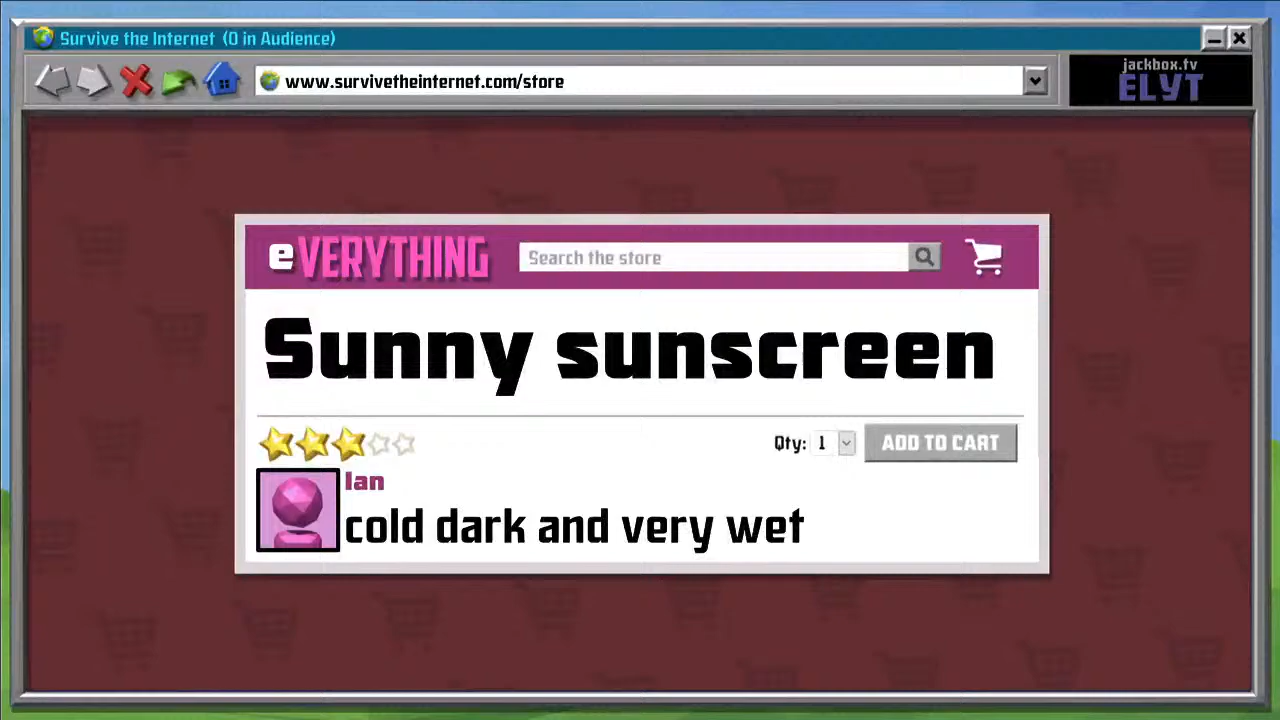 Survive the Internet (0 in Audience)
www.survivetheinternet.com/store
jackbox.tv
ELYT
eVERYTHING
Search the store
Sunny sunscreen
Qty: 1
ADD TO CART
Ian
cold dark and very wet